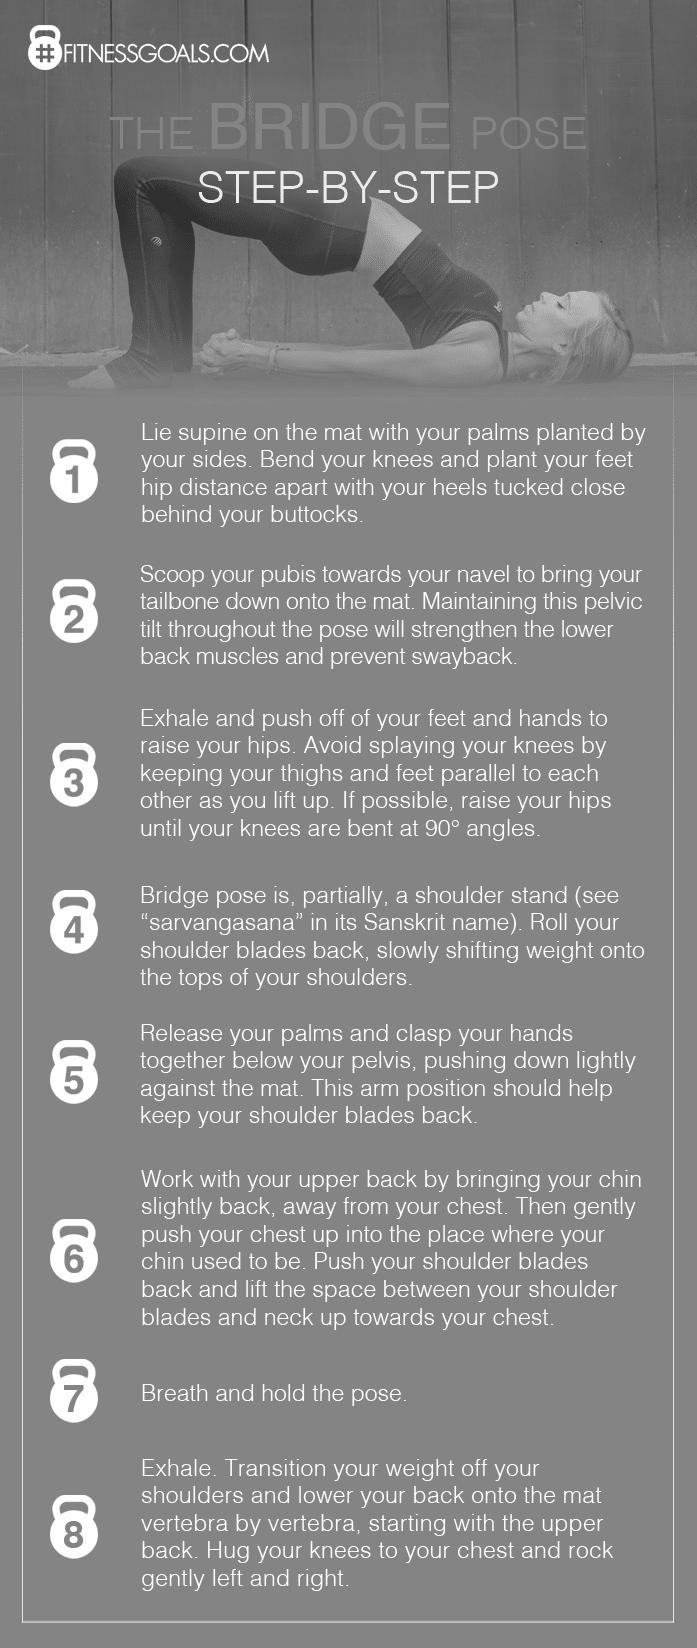 #FITNESSGOALS.COM
THE BRIDGE POSE
STEP-BY-STEP
1
Lie supine on the mat with your palms planted by
your sides. Bend your knees and plant your feet
hip distance apart with your heels tucked close
behind your buttocks.
2
Scoop your pubis towards your navel to bring your
tailbone down onto the mat. Maintaining this pelvic
tilt throughout the pose will strengthen the lower
back muscles and prevent swayback.
3
Exhale and push off of your feet and hands to
raise your hips. Avoid splaying your knees by
keeping your thighs and feet parallel to each
other as you lift up. If possible, raise your hips
until your knees are bent at 90° angles.
4
Bridge pose is, partially, a shoulder stand (see
“sarvangasana” in its Sanskrit name). Roll your
shoulder blades back, slowly shifting weight onto
the tops of your shoulders.
5
Release your palms and clasp your hands
together below your pelvis, pushing down lightly
against the mat. This arm position should help
keep your shoulder blades back.
6
Work with your upper back by bringing your chin
slightly back, away from your chest. Then gently
push your chest up into the place where your
chin used to be. Push your shoulder blades
back and lift the space between your shoulder
blades and neck up towards your chest.
7
Breath and hold the pose.
8
Exhale. Transition your weight off your
shoulders and lower your back onto the mat
vertebra by vertebra, starting with the upper
back. Hug your knees to your chest and rock
gently left and right.